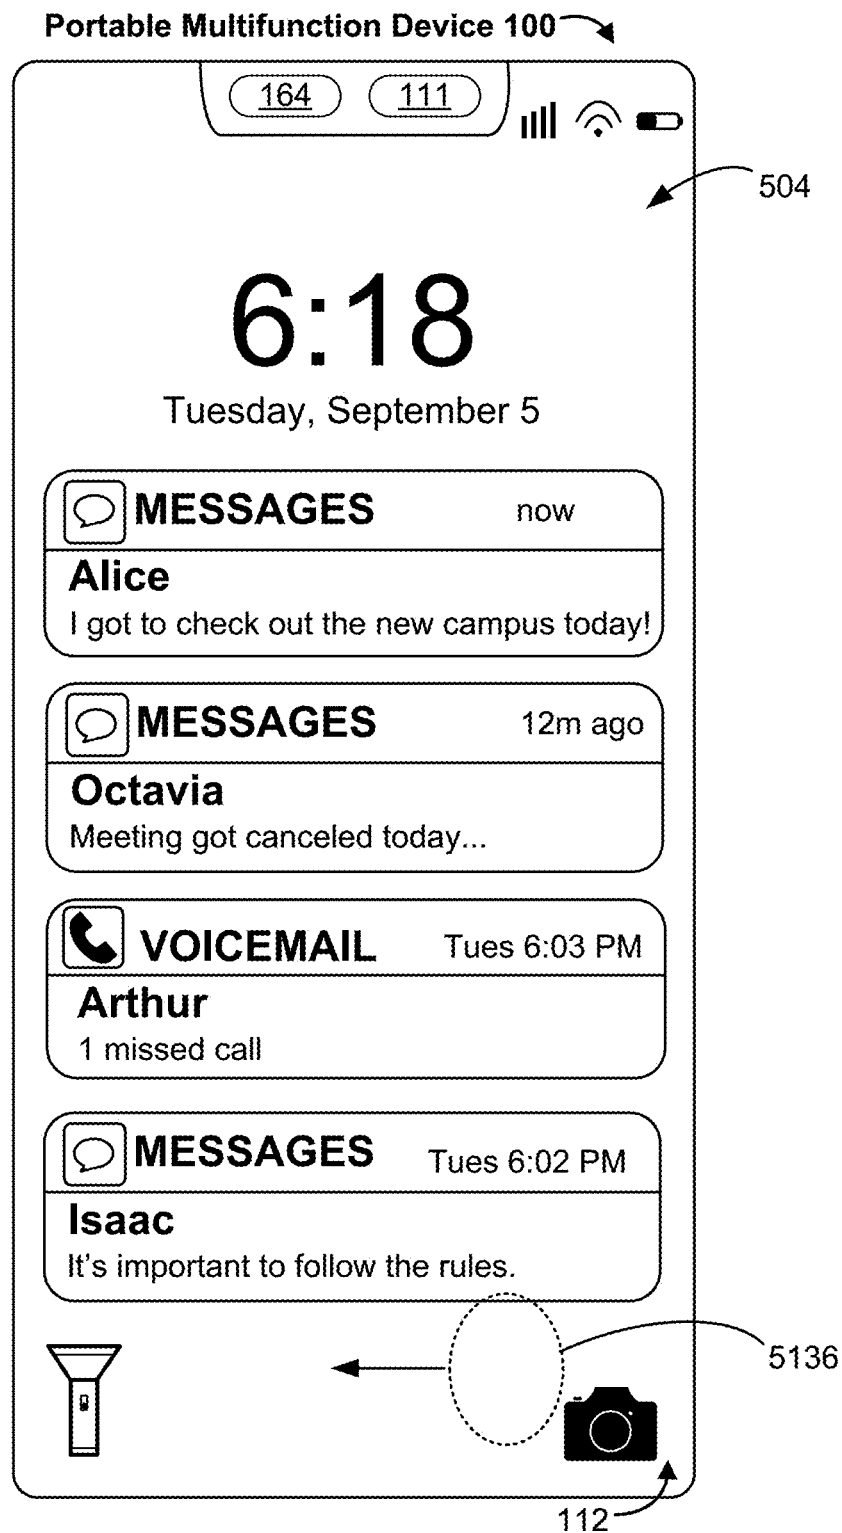 Portable Multifunction Device 100
164 111
504
6:18
Tuesday, September 5
MESSAGES now
Alice
I got to check out the new campus today!
MESSAGES 12m ago
Octavia
Meeting got canceled today...
VOICEMAIL Tues 6:03 PM
Arthur
1 missed call
MESSAGES Tues 6:02 PM
Isaac
It's important to follow the rules.
5136
112